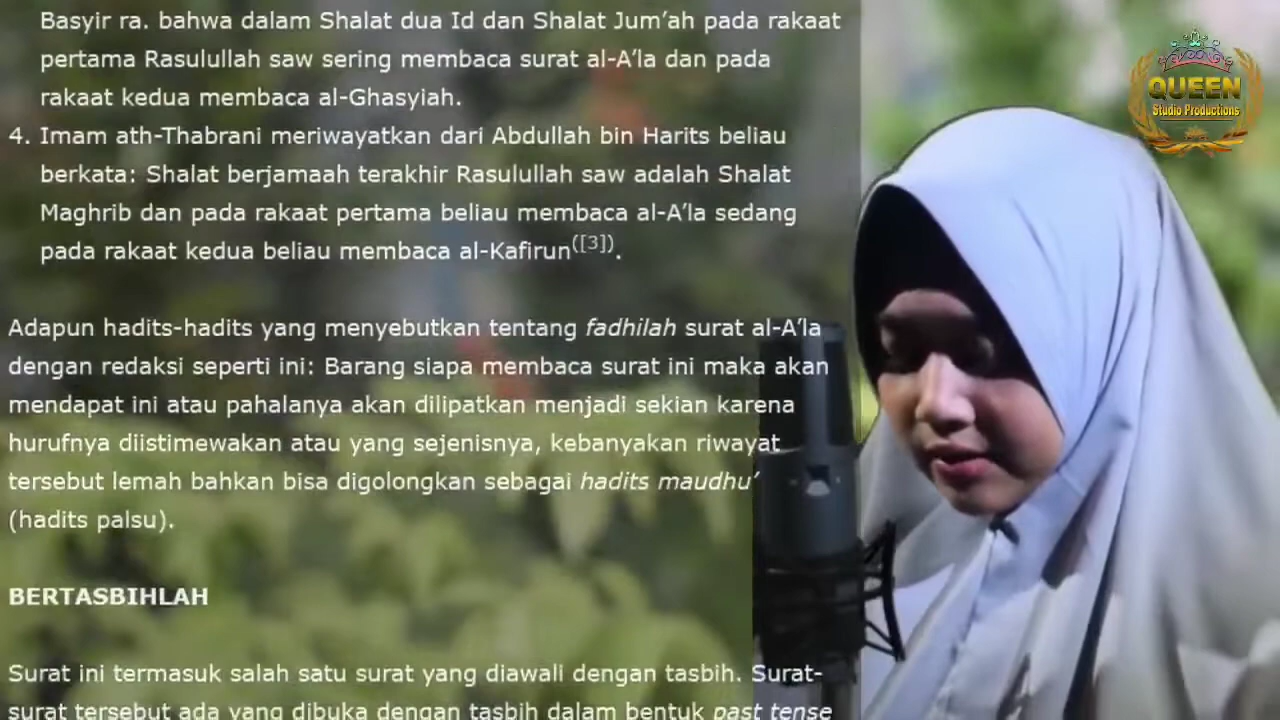 Basyir ra. bahwa dalam Shalat dua Id dan Shalat Jum’ah pada rakaat
pertama Rasulullah saw sering membaca surat al-A’la dan pada
rakaat kedua membaca al-Ghasyiah.
4. Imam ath-Thabrani meriwayatkan dari Abdullah bin Harits beliau
berkata: Shalat berjamaah terakhir Rasulullah saw adalah Shalat
Maghrib dan pada rakaat pertama beliau membaca al-A’la sedang
pada rakaat kedua beliau membaca al-Kafirun([3]).
Adapun hadits-hadits yang menyebutkan tentang fadhilah surat al-A’la
dengan redaksi seperti ini: Barang siapa membaca surat ini maka akan
mendapat ini atau pahalanya akan dilipatkan menjadi sekian karena
hurufnya diistimewakan atau yang sejenisnya, kebanyakan riwayat
tersebut lemah bahkan bisa digolongkan sebagai hadits maudhu’
(hadits palsu).
BERTASBIHLAH
Surat ini termasuk salah satu surat yang diawali dengan tasbih. Surat-
surat tersebut ada yang dibuka dengan tasbih dalam bentuk past tense
QUEEN
Studio Productions